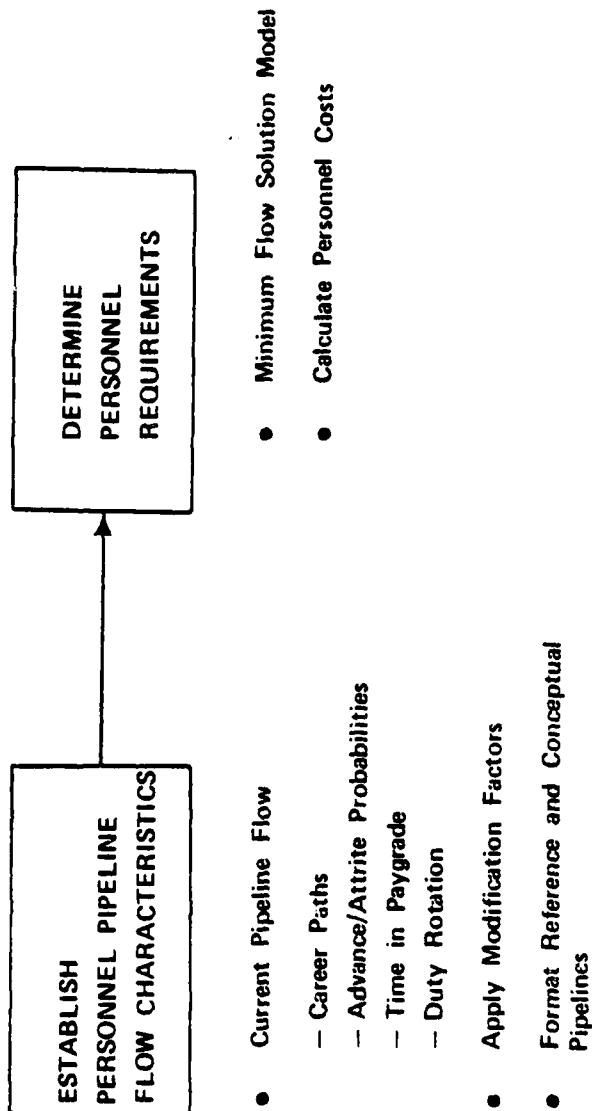 ESTABLISH
PERSONNEL PIPELINE
FLOW CHARACTERISTICS
● Current Pipeline Flow
— Career Paths
— Advance/Attrite Probabilities
— Time in Paygrade
— Duty Rotation
● Apply Modification Factors
● Format Reference and Conceptual
Pipelines
DETERMINE
PERSONNEL
REQUIREMENTS
● Minimum Flow Solution Model
● Calculate Personnel Costs